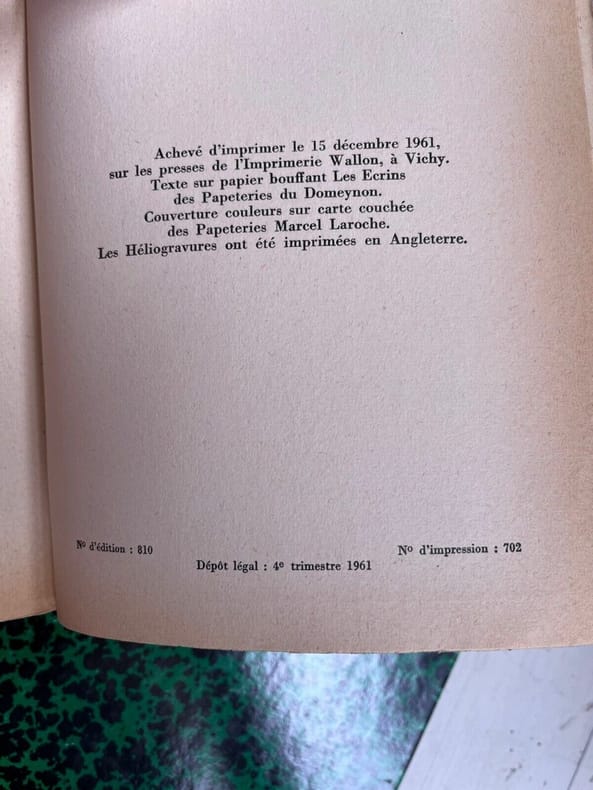 Achevé d'imprimer le 15 décembre 1961,
sur les presses de l'Imprimerie Wallon, à Vichy.
Texte sur papier bouffant Les Ecrins
des Papeteries du Domeynon.
Couverture couleurs sur carte couchée
des Papeteries Marcel Laroche.
Les Héliogravures ont été imprimées en Angleterre.
Nº d'édition : 810
Nº d'impression : 702
Dépôt légal : 4e trimestre 1961